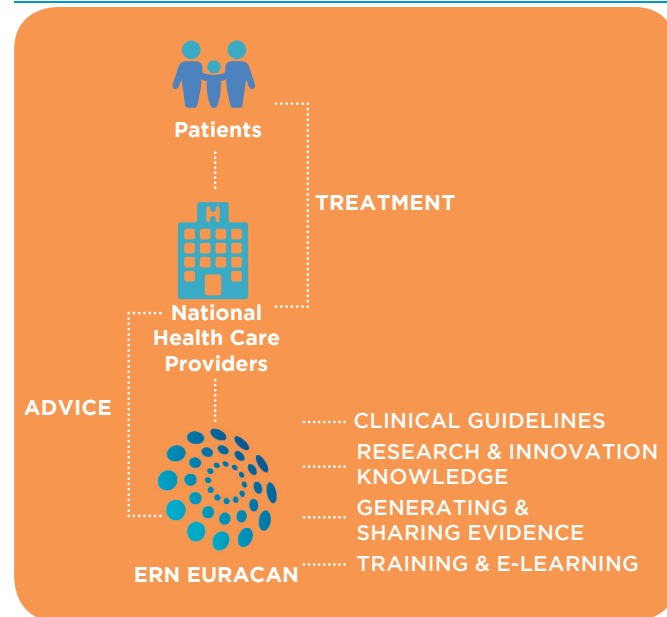 Patients
TREATMENT
H
National
Health Care
Providers
ADVICE
CLINICAL GUIDELINES
RESEARCH & INNOVATION
KNOWLEDGE
GENERATING &
SHARING EVIDENCE
TRAINING & E-LEARNING
ERN EURACAN